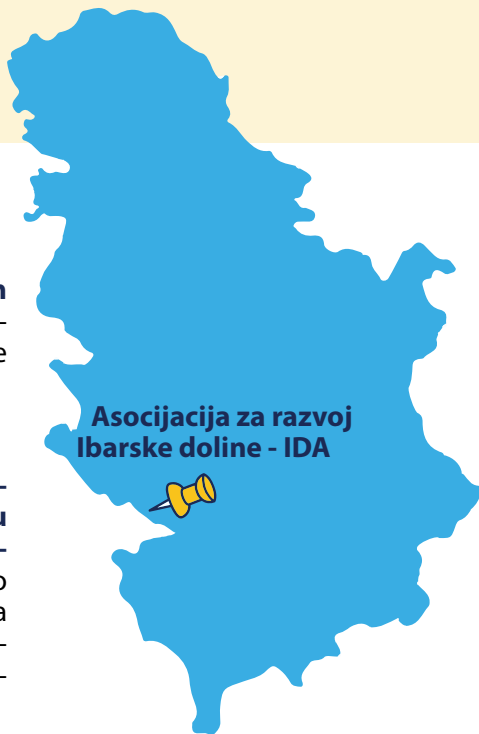 n
–
e
Asocijacija za razvoj
Ibarske doline - IDA
–
u
–
o
a
–
–